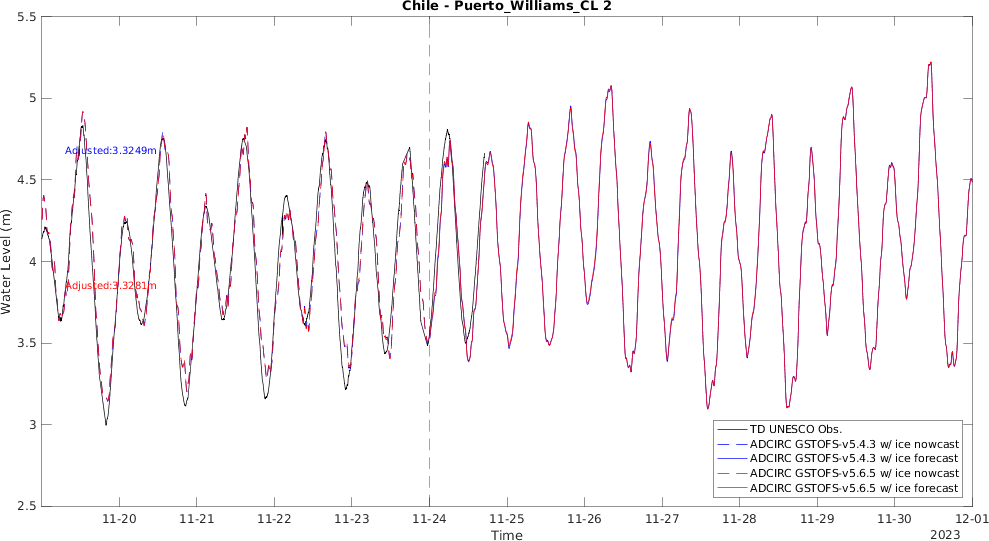 Chile - Puerto_Williams_CL 2
5.5
5
4.5
4
3.5
3
2.5
Water Level (m)
Adjusted:3.3249m
Adjusted:3.3281m
TD UNESCO Obs.
ADCIRC GSTOFS-v5.4.3 w/ ice nowcast
ADCIRC GSTOFS-v5.4.3 w/ ice forecast
ADCIRC GSTOFS-v5.6.5 w/ ice nowcast
ADCIRC GSTOFS-v5.6.5 w/ ice forecast
11-20 11-21 11-22 11-23 11-24 11-25 11-26 11-27 11-28 11-29 11-30 12-01
2023
Time